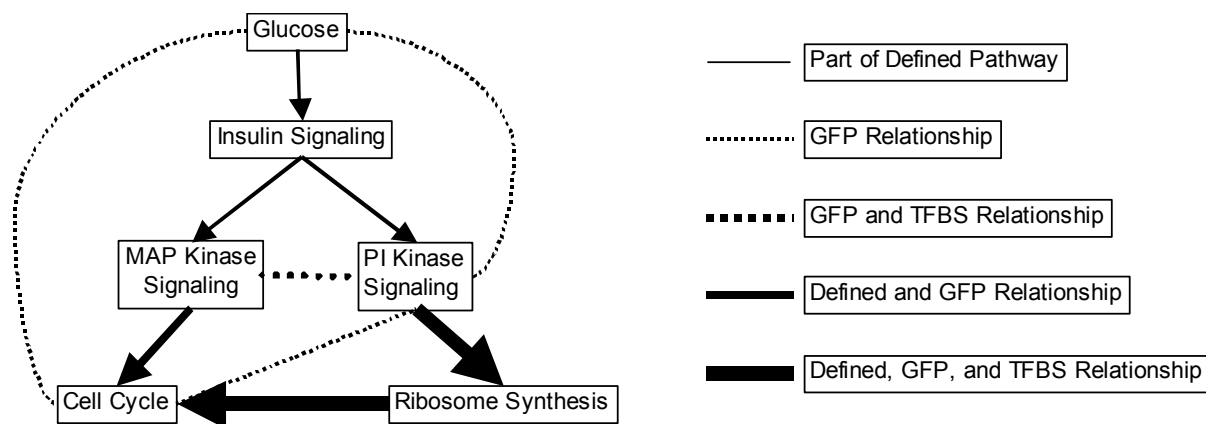 Glucose
Insulin Signaling
MAP Kinase
Signaling
PI Kinase
Signaling
Cell Cycle
Ribosome Synthesis
Part of Defined Pathway
GFP Relationship
GFP and TFBS Relationship
Defined and GFP Relationship
Defined, GFP, and TFBS Relationship